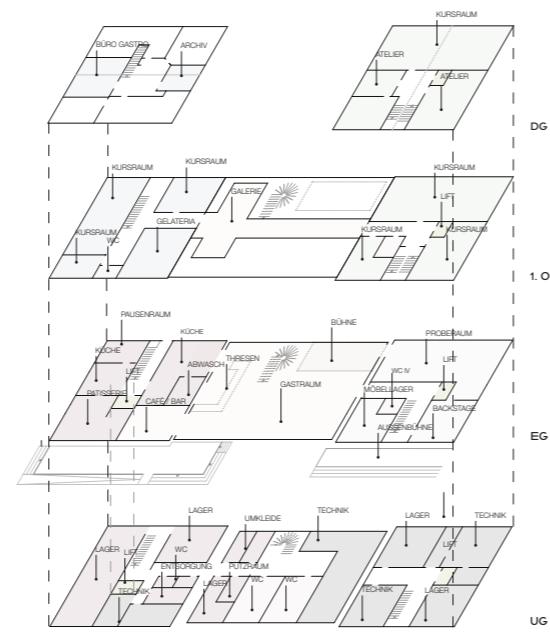 KURSRAUM
BÜRO GASTRO
ARCHIV
ATELIER
ATELIER
DG
KURSRAUM
KURSRAUM
KURSRAUM
GALERIE
LIFT
GELATERIA
KURSRAUM
WC
KURSRAUM
KURSRAUM
1. O
PAUSENRAUM
KÜCHE
BÜHNE
PROBERAUM
KÜCHE
THRESEN
LIFT
ABWASCH
LIFT
WC IV
GASTRAUM
PATISSERIE
MÖBELLAGER
CAFÉ / BAR
BACKSTAGE
AUSSENBÜHNE
EG
LAGER
TECHNIK
UMKLEIDE
LAGER
TECHNIK
LAGER
LIFT
WC
LIFT
ENTSORGUNG
PUTZRAUM
LAGER
WC
WC
TECHNIK
TECHNIK
LAGER
UG